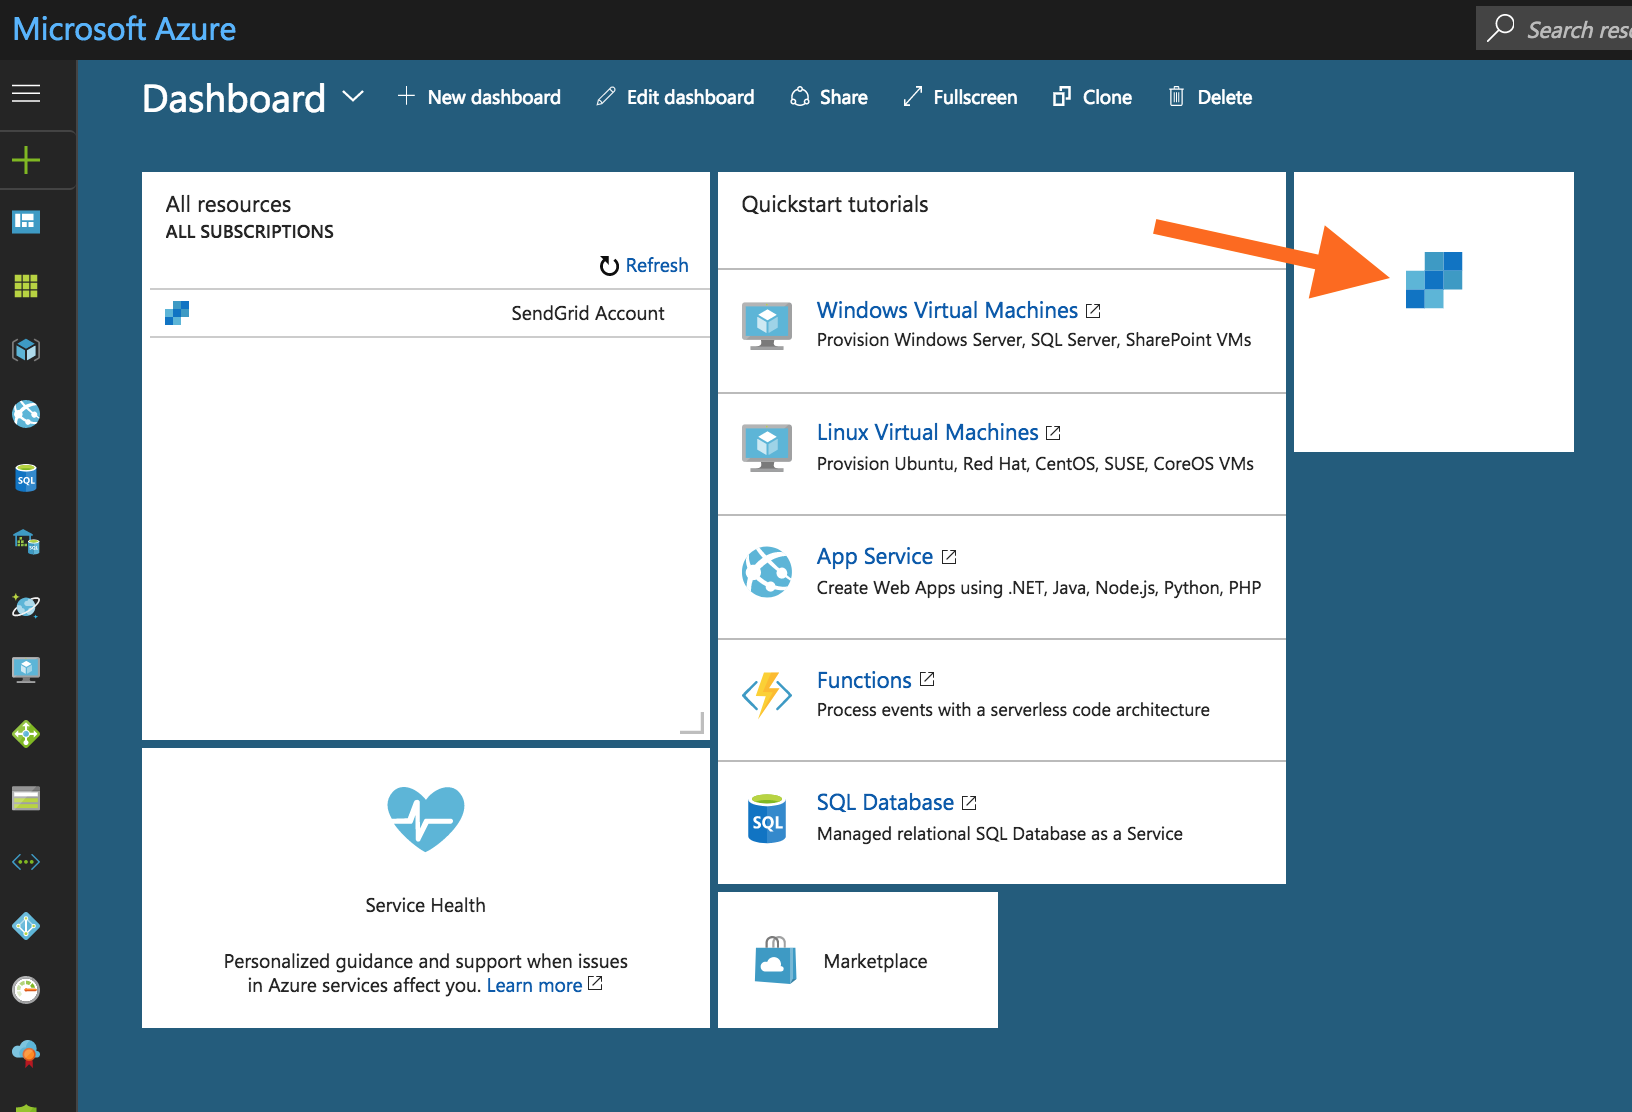 Microsoft Azure
Search res
Dashboard
New dashboard
Edit dashboard
Share
Fullscreen
Clone
Delete
All resources
ALL SUBSCRIPTIONS
Refresh
SendGrid Account
Service Health
Personalized guidance and support when issues
in Azure services affect you. Learn more
Quickstart tutorials
Windows Virtual Machines
Provision Windows Server, SQL Server, SharePoint VMs
Linux Virtual Machines
Provision Ubuntu, Red Hat, CentOS, SUSE, CoreOS VMs
App Service
Create Web Apps using .NET, Java, Node.js, Python, PHP
Functions
Process events with a serverless code architecture
SQL
SQL Database
Managed relational SQL Database as a Service
Marketplace
SQL